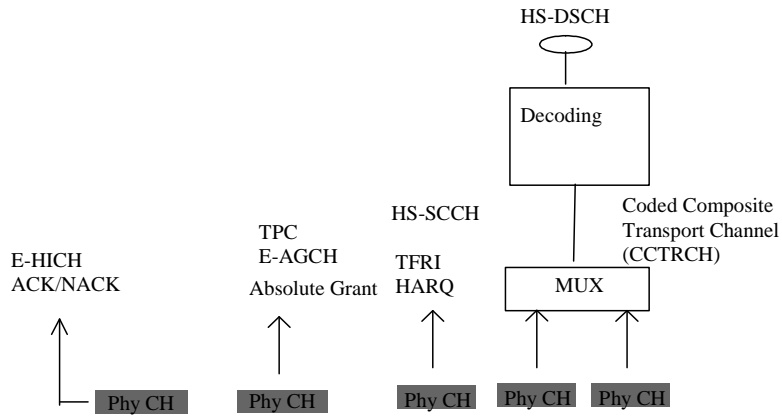 HS-DSCH
Decoding
HS-SCCH
Coded Composite
Transport Channel
(CCTRCH)
TPC
E-AGCH
Absolute Grant
E-HICH
ACK/NACK
TFRI
HARQ
MUX
Phy CH
Phy CH
Phy CH
Phy CH
Phy CH